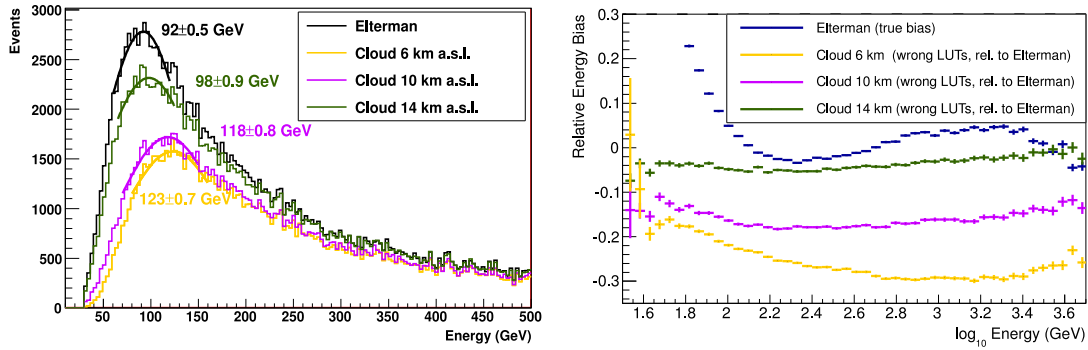 Events
3000
2500
2000
1500
1000
500
0
50 100 150 200 250 300 350 400 450 500
Energy (GeV)
92±0.5 GeV
98±0.9 GeV
118±0.8 GeV
123±0.7 GeV
Elterman
Cloud 6 km a.s.l.
Cloud 10 km a.s.l.
Cloud 14 km a.s.l.
Relative Energy Bias
0.3
0.2
0.1
0
-0.1
-0.2
-0.3
1.6 1.8 2 2.2 2.4 2.6 2.8 3 3.2 3.4 3.6
log10 Energy (GeV)
Elterman (true bias)
Cloud 6 km (wrong LUTs, rel. to Elterman)
Cloud 10 km (wrong LUTs, rel. to Elterman)
Cloud 14 km (wrong LUTs, rel. to Elterman)